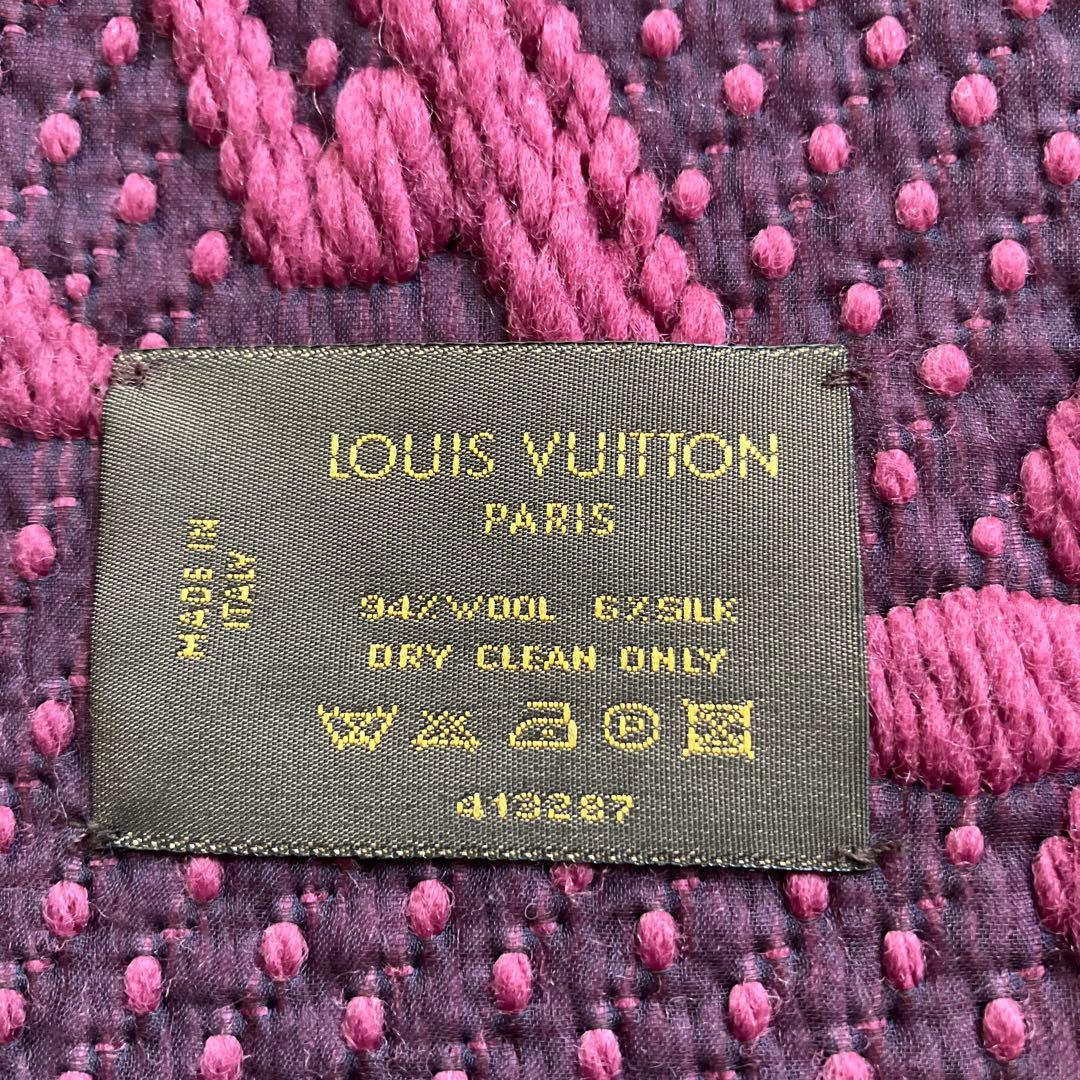 LOUIS VUITTON
PARIS
MADE IN
ITALY
94%WOOL 6%SILK
DRY CLEAN ONLY
P
413287